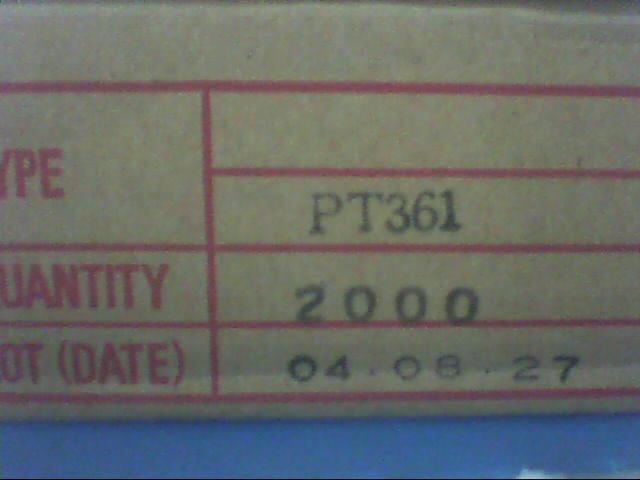 YPE PT361
UANTITY 2000
OT (DATE) 04.08.27